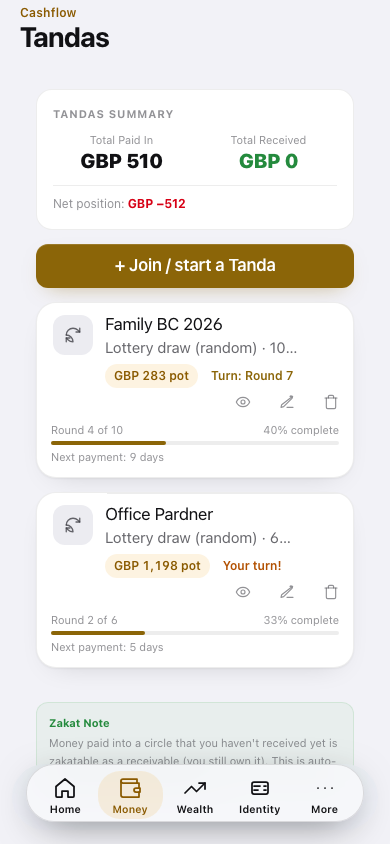 Cashflow
Tandas
TANDAS SUMMARY
Total Paid In
Total Received
GBP 510
GBP 0
Net position: GBP −512
+ Join / start a Tanda
Family BC 2026
Lottery draw (random) · 10...
GBP 283 pot
Turn: Round 7
Round 4 of 10
40% complete
Next payment: 9 days
Office Pardner
Lottery draw (random) · 6...
GBP 1,198 pot
Your turn!
Round 2 of 6
33% complete
Next payment: 5 days
Zakat Note
Money paid into a circle that you haven't received yet is
zakatable as a receivable (you still own it). This is auto-
Home
Money
Wealth
Identity
More